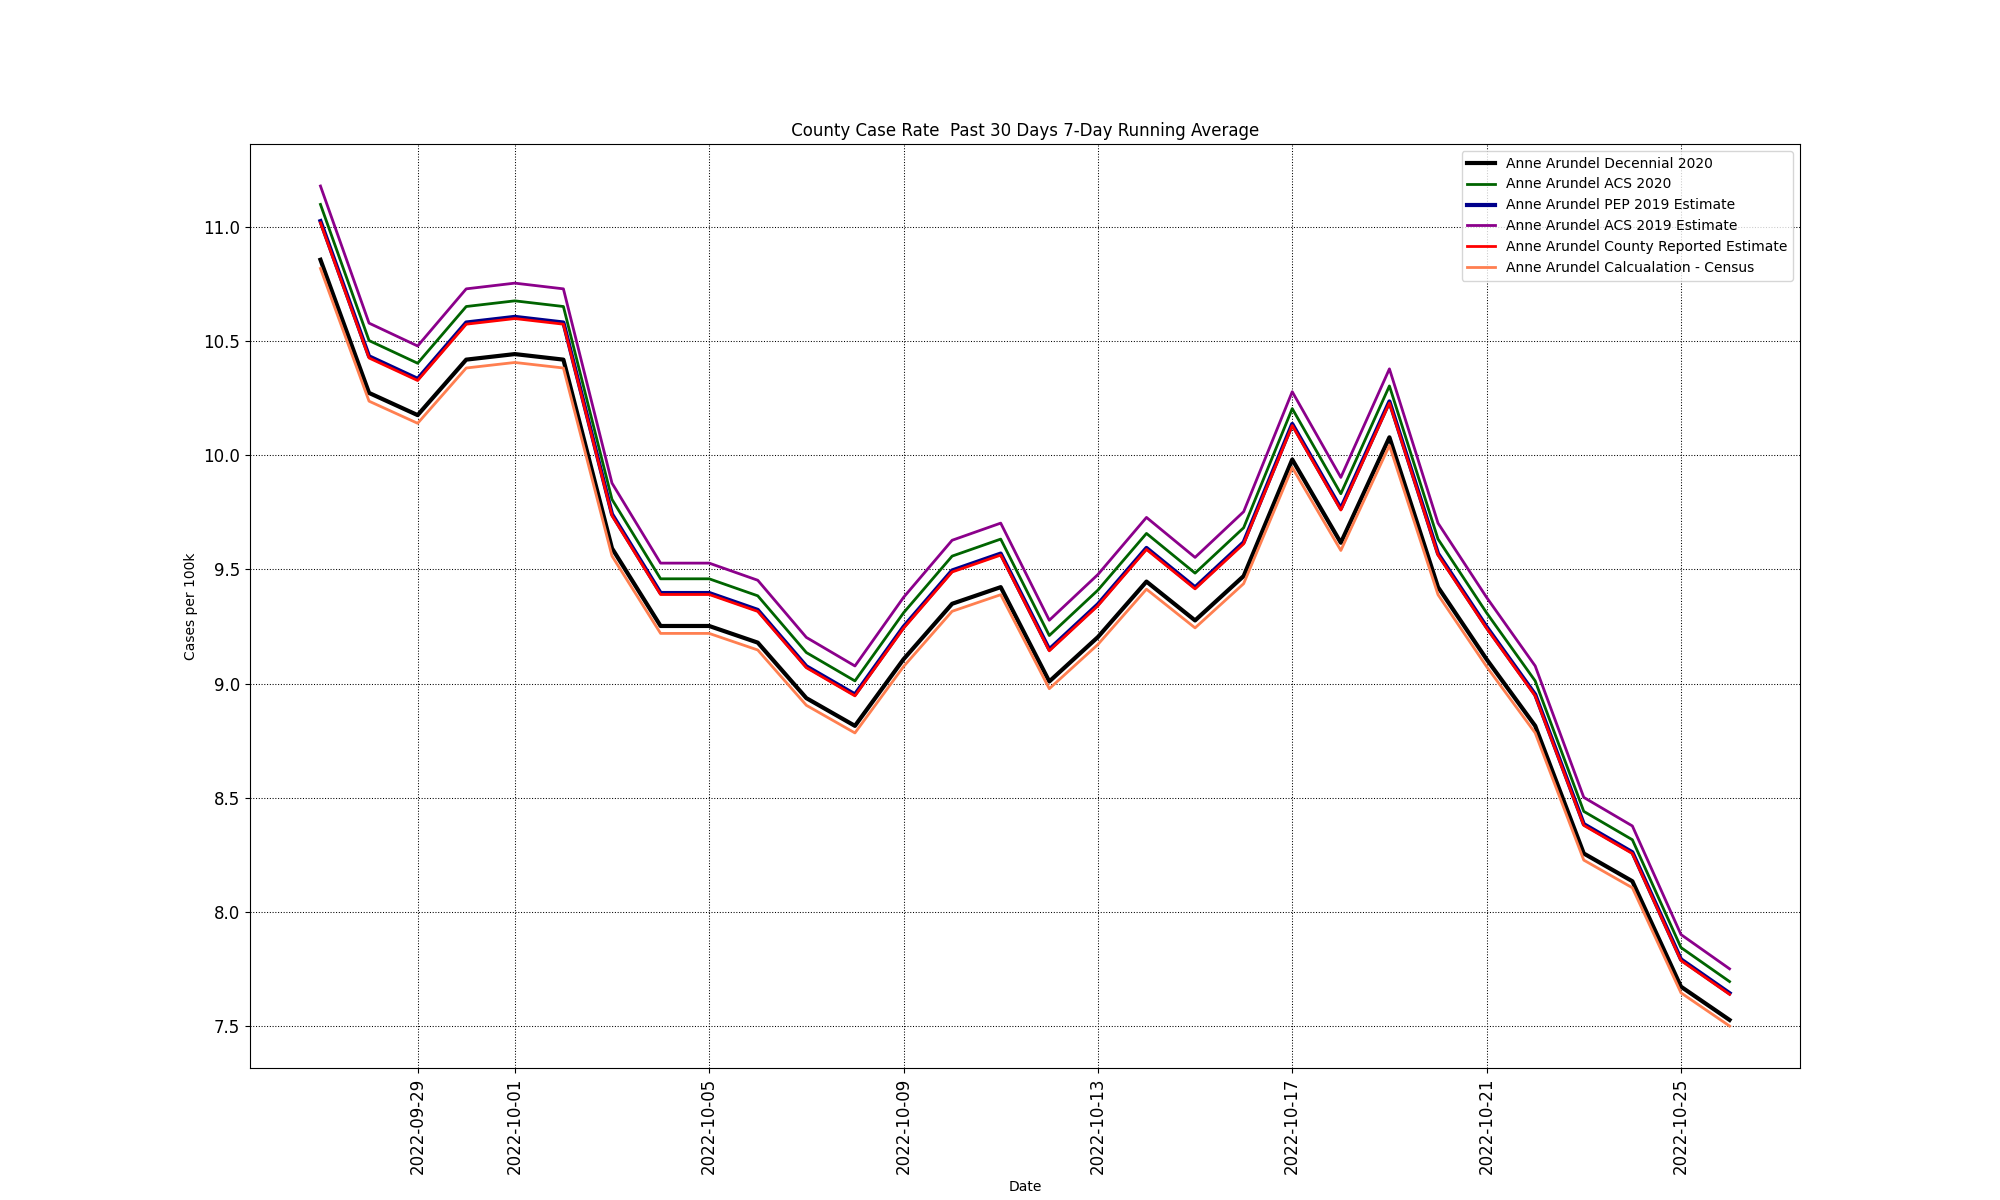 County Case Rate  Past 30 Days 7-Day Running Average
Anne Arundel Decennial 2020
Anne Arundel ACS 2020
Anne Arundel PEP 2019 Estimate
Anne Arundel ACS 2019 Estimate
Anne Arundel County Reported Estimate
Anne Arundel Calcualation - Census
Cases per 100k
11.0
10.5
10.0
9.5
9.0
8.5
8.0
7.5
2022-09-29
2022-10-01
2022-10-05
2022-10-09
2022-10-13
2022-10-17
2022-10-21
2022-10-25
Date